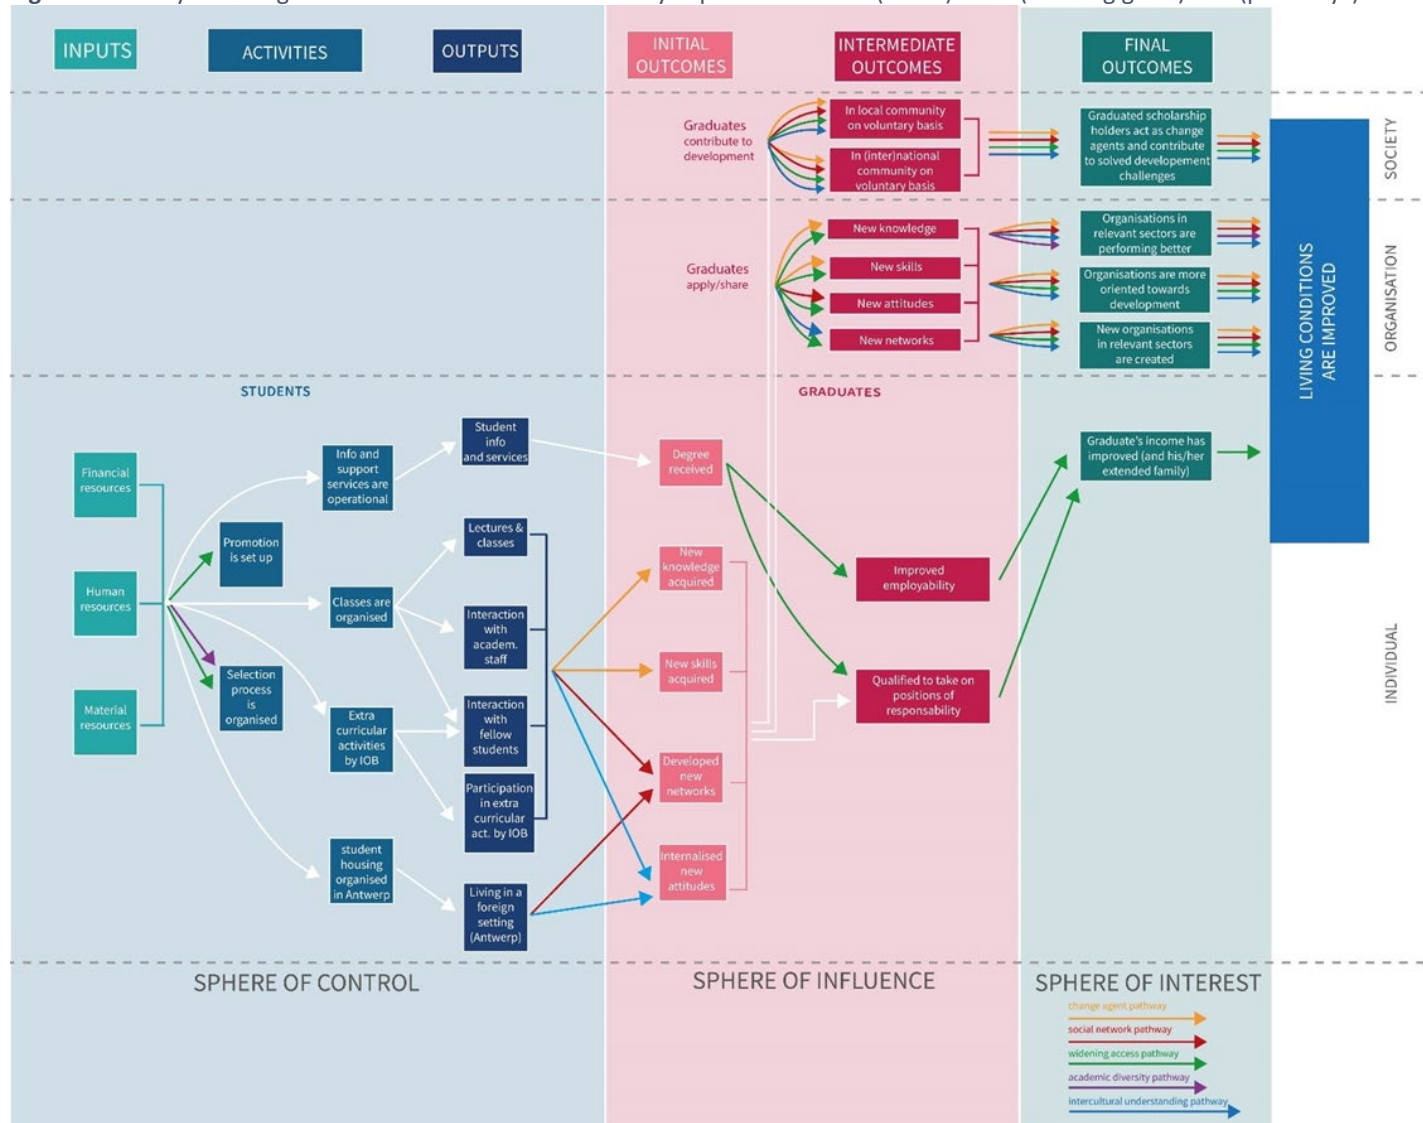 INPUTS
ACTIVITIES
OUTPUTS
INITIAL
OUTCOMES
INTERMEDIATE
OUTCOMES
FINAL
OUTCOMES
Graduates
contribute to
development
In local community
on voluntary basis
In (inter)national
community on
voluntary basis
Graduated scholarship
holders act as change
agents and contribute
to solved developement
challenges
SOCIETY
Graduates
apply/share
New knowledge
New skills
New attitudes
New networks
Organisations in
relevant sectors are
performing better
Organisations are more
oriented towards
development
New organisations
in relevant sectors
are created
ORGANISATION
LIVING CONDITIONS
ARE IMPROVED
STUDENTS
GRADUATES
Financial
resources
Human
resources
Material
resources
Promotion
is set up
Selection
process
is
organised
Info and
support
services are
operational
Classes are
organised
Extra
curricular
activities
by IOB
student
housing
organised
in Antwerp
Student
info
and services
Lectures &
classes
Interaction
with
academ.
staff
Interaction
with
fellow
students
Participation
in extra
curricular
act. by IOB
Living in a
foreign
setting
(Antwerp)
Degree
received
New
knowledge
acquired
New skills
acquired
Developed
new
networks
Internalised
new
attitudes
Improved
employability
Qualified to take on
positions of
responsability
Graduate's income has
improved (and his/her
extended family)
INDIVIDUAL
SPHERE OF CONTROL
SPHERE OF INFLUENCE
SPHERE OF INTEREST
change agent pathway
social network pathway
widening access pathway
academic diversity pathway
intercultural understanding pathway